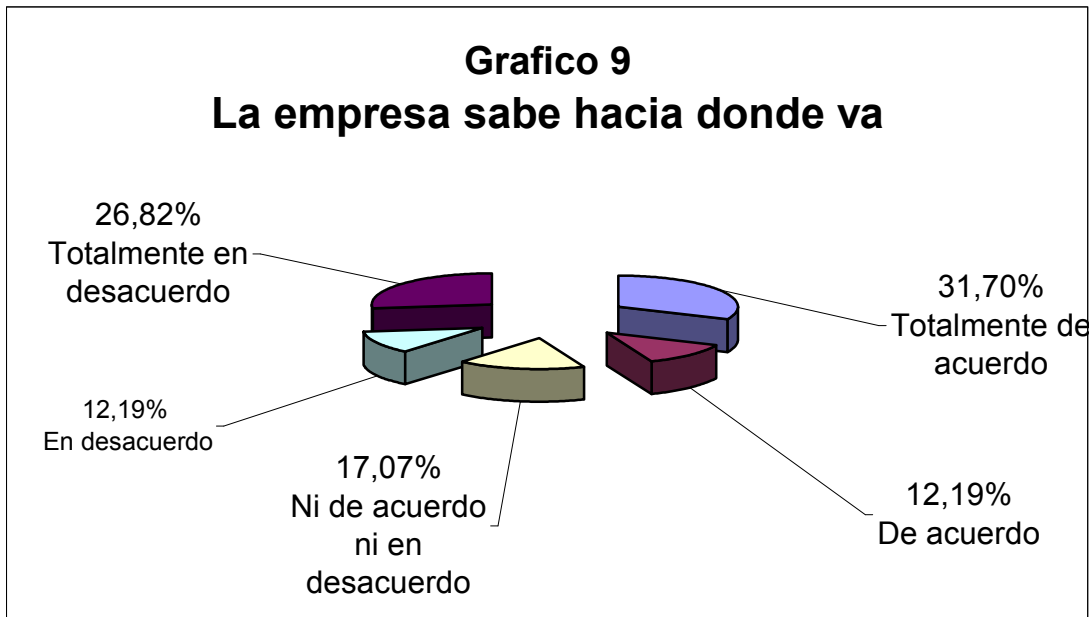 Grafico 9
La empresa sabe hacia donde va
26,82%
Totalmente en
desacuerdo
31,70%
Totalmente de
acuerdo
12,19%
En desacuerdo
17,07%
Ni de acuerdo
ni en
desacuerdo
12,19%
De acuerdo